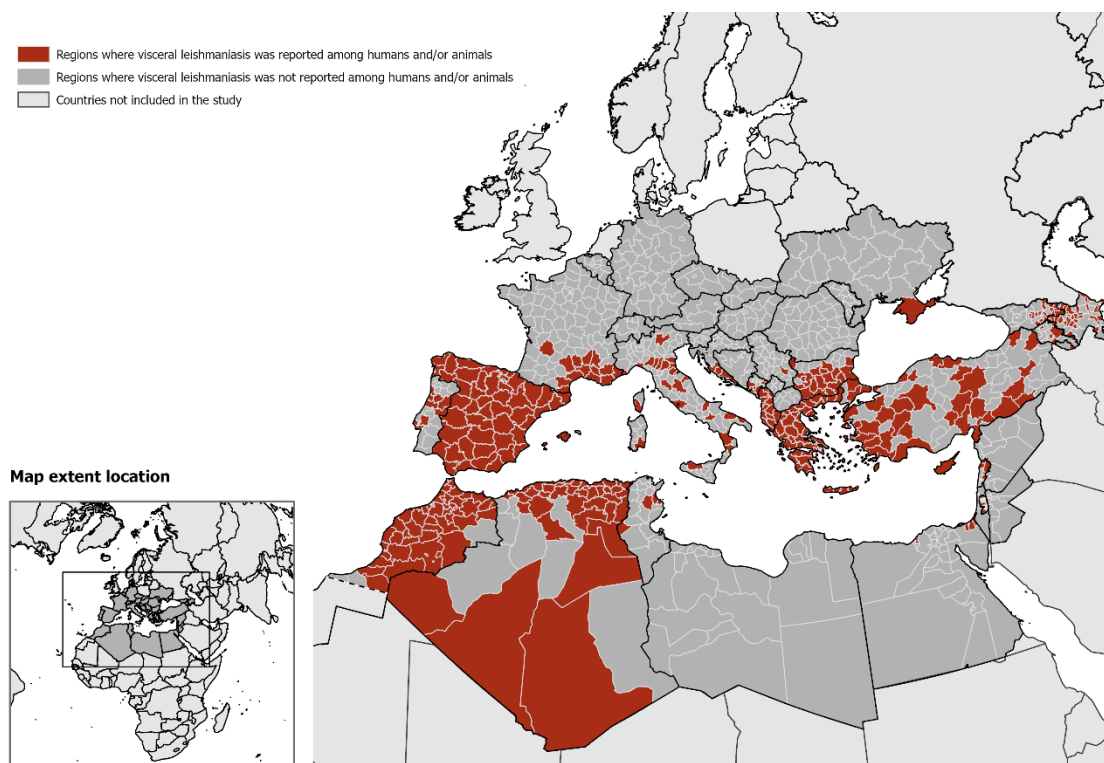 Regions where visceral leishmaniasis was reported among humans and/or animals
Regions where visceral leishmaniasis was not reported among humans and/or animals
Countries not included in the study
Map extent location